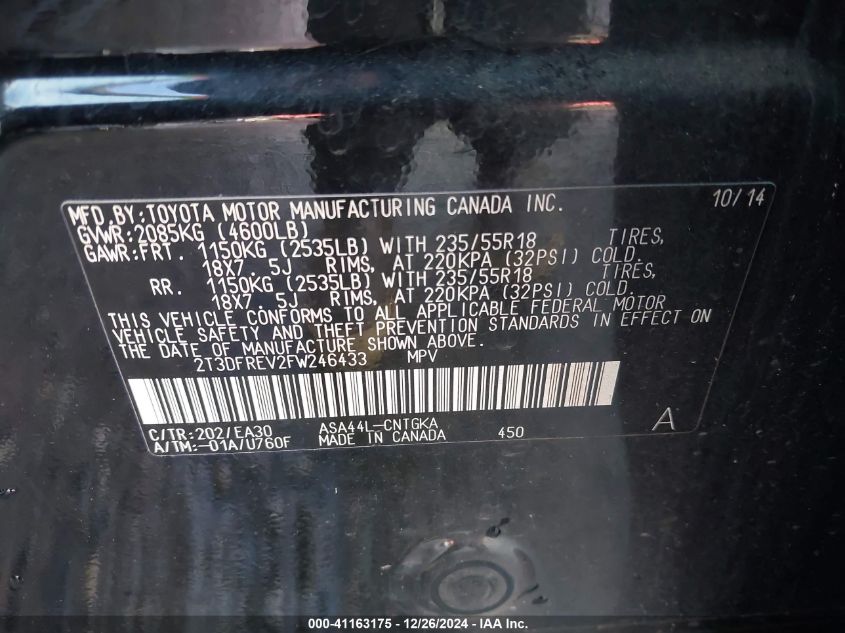 MFD.BY:TOYOTA MOTOR MANUFACTURING CANADA INC. 10/14
GVWR:2085KG (4600LB)
GAWR:FRT. 1150KG (2535LB) WITH 235/55R18 TIRES,
18X7.5J RIMS, AT 220KPA (32PSI) COLD.
RR. 1150KG (2535LB) WITH 235/55R18 TIRES,
18X7.5J RIMS, AT 220KPA (32PSI) COLD.
THIS VEHICLE CONFORMS TO ALL APPLICABLE FEDERAL MOTOR
VEHICLE SAFETY AND THEFT PREVENTION STANDARDS IN EFFECT ON
THE DATE OF MANUFACTURE SHOWN ABOVE.
2T3DFREV2FW246433 MPV
C/TR:202/EA30 ASA44L-CNTGKA A
A/TM:-01A/U760F MADE IN CANADA 450
000-41163175 - 12/26/2024 - IAA Inc.